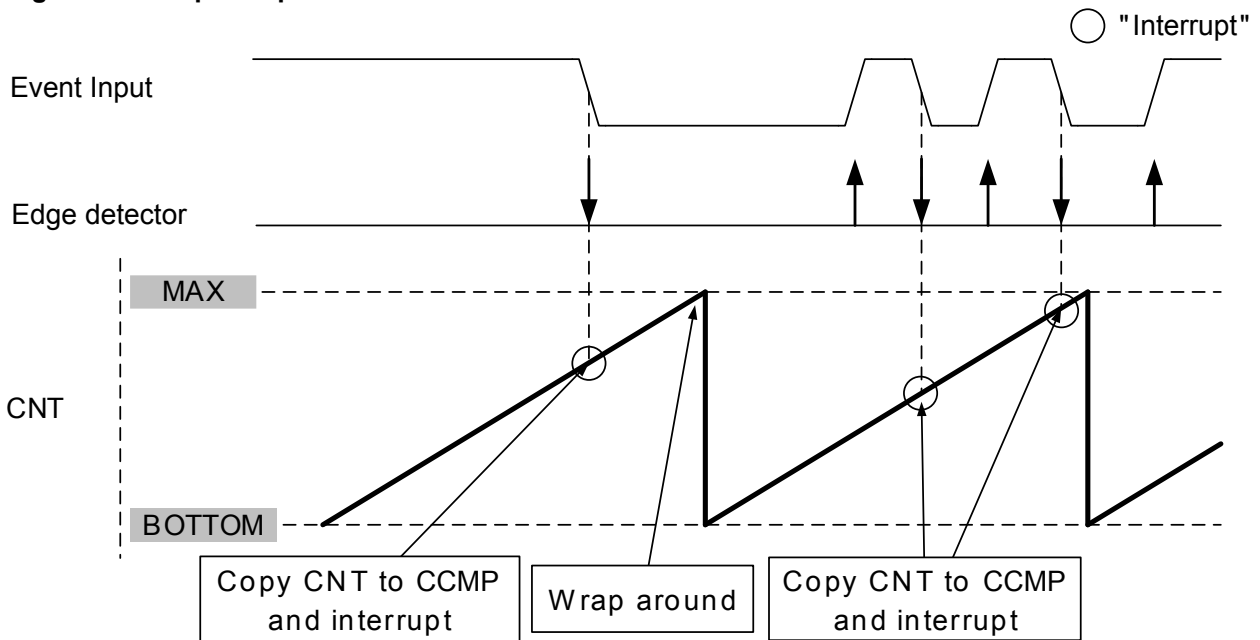 "Interrupt"
Event Input
Edge detector
MAX
CNT
BOTTOM
Copy CNT to CCMP
and interrupt
Wrap around
Copy CNT to CCMP
and interrupt